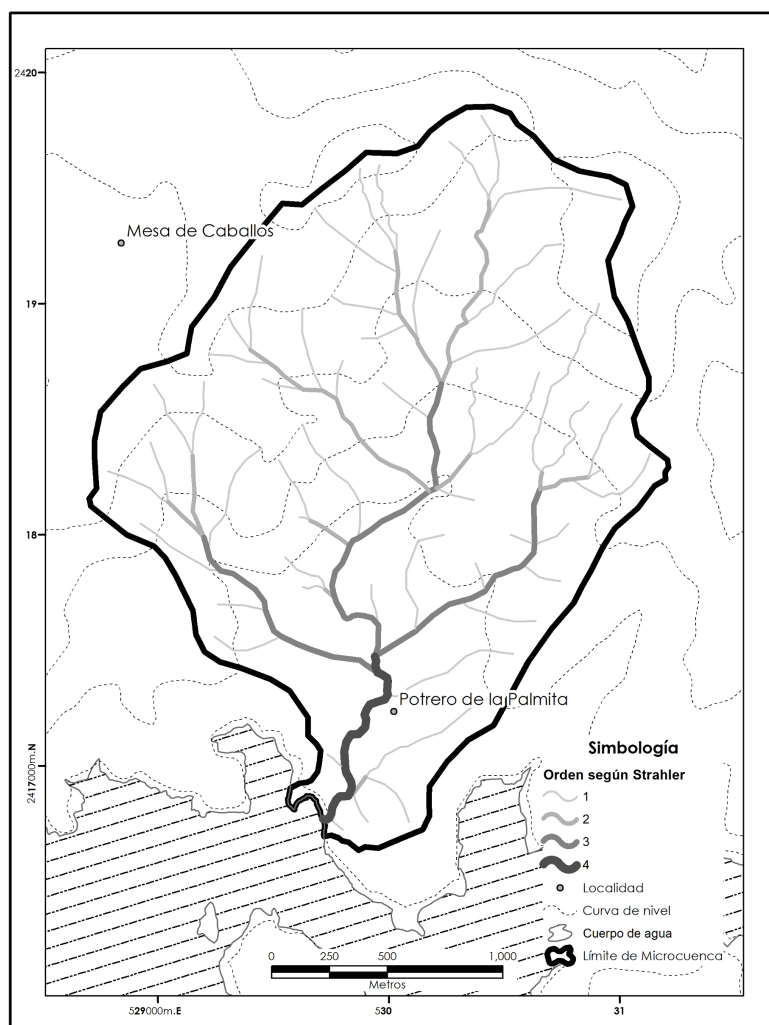 2420
Mesa de Caballos
19
18
Potrero de la Palmita
2417000m.N
Simbología
Orden según Strahler
1
2
3
4
Localidad
Curva de nivel
Cuerpo de agua
Límite de Microcuenca
0 250 500 1,000
Metros
529000m.E 530 31